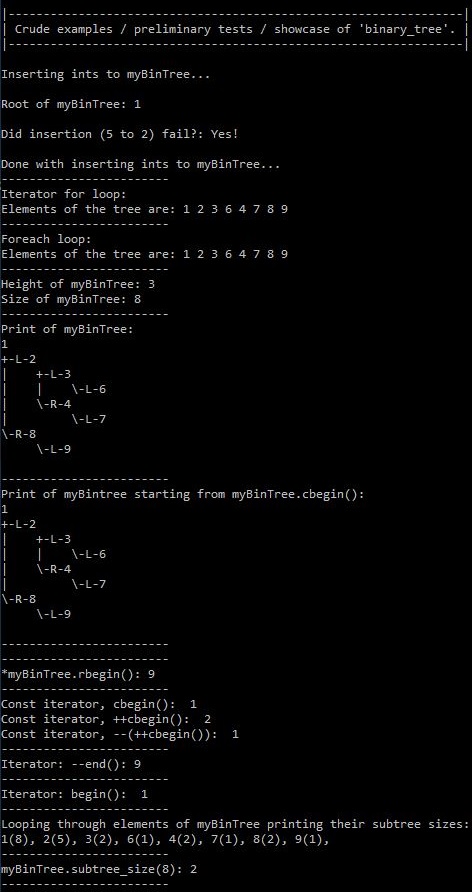 |-------------------------------------------------------------|
| Crude examples / preliminary tests / showcase of 'binary_tree'. |
|-------------------------------------------------------------|
Inserting ints to myBinTree...
Root of myBinTree: 1
Did insertion (5 to 2) fail?: Yes!
Done with inserting ints to myBinTree...
-----------------------
Iterator for loop:
Elements of the tree are: 1 2 3 6 4 7 8 9
-----------------------
Foreach loop:
Elements of the tree are: 1 2 3 6 4 7 8 9
-----------------------
Height of myBinTree: 3
Size of myBinTree: 8
-----------------------
Print of myBinTree:
1
+-L-2
|    +-L-3
|    |    \-L-6
|    \-R-4
|         \-L-7
\-R-8
     \-L-9
-----------------------
Print of myBintree starting from myBinTree.cbegin():
1
+-L-2
|    +-L-3
|    |    \-L-6
|    \-R-4
|         \-L-7
\-R-8
     \-L-9
-----------------------
-----------------------
*myBinTree.rbegin(): 9
-----------------------
Const iterator, cbegin():  1
Const iterator, ++cbegin():  2
Const iterator, --(++cbegin()):  1
-----------------------
Iterator: --end(): 9
-----------------------
Iterator: begin():  1
-----------------------
Looping through elements of myBinTree printing their subtree sizes:
1(8), 2(5), 3(2), 6(1), 4(2), 7(1), 8(2), 9(1),
-----------------------
myBinTree.subtree_size(8): 2
-----------------------